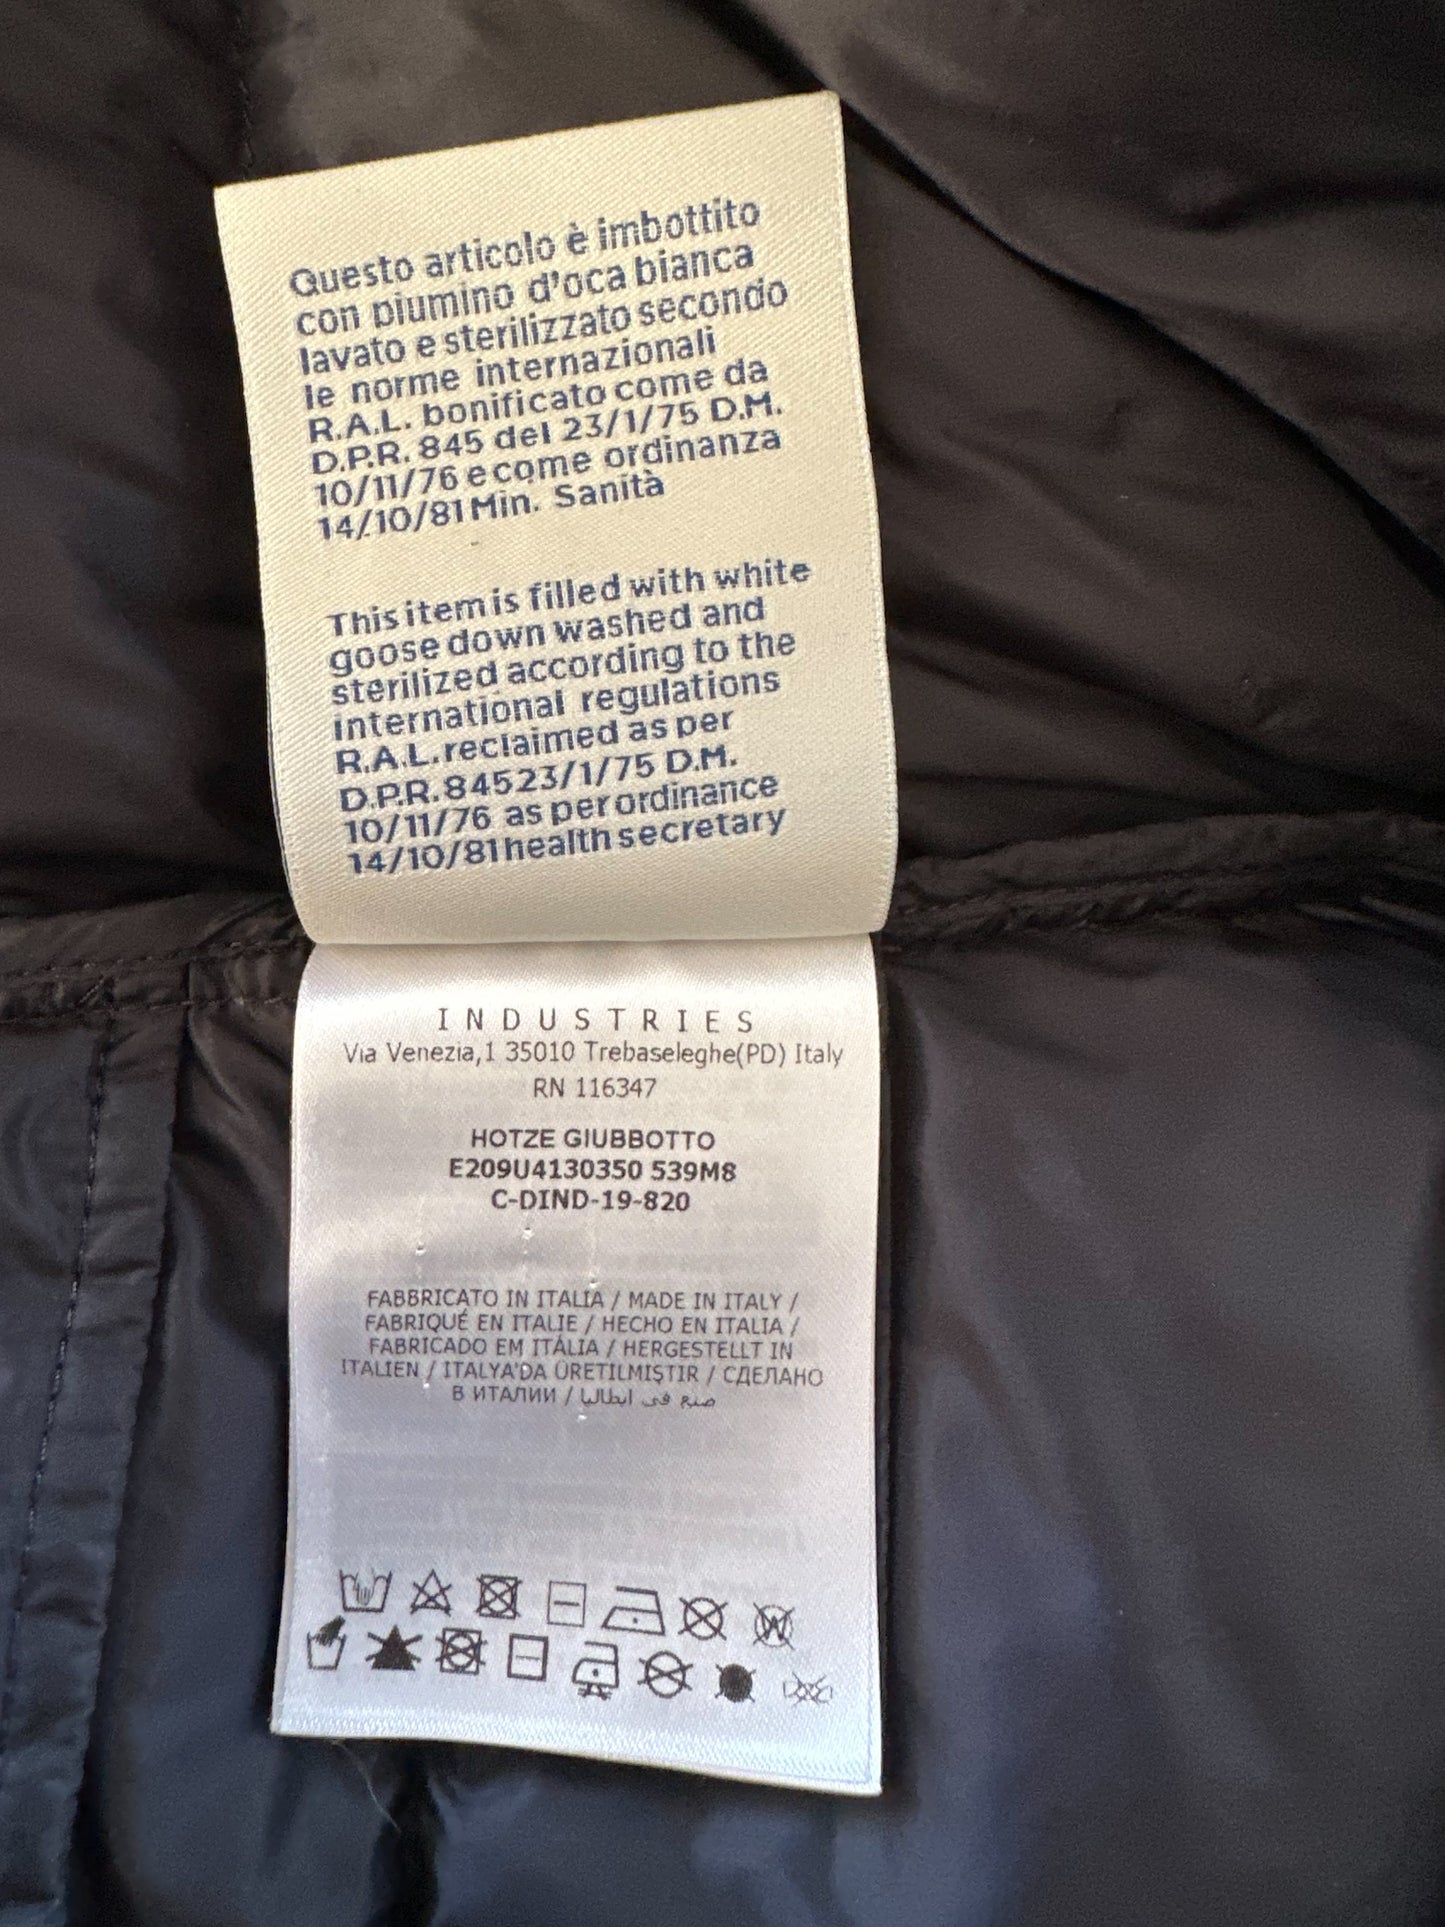 Questo articolo è imbottito
con piumino d'oca bianca
lavato e sterilizzato secondo
le norme internazionali
R.A.L. bonificato come da
D.P.R. 845 del 23/1/75 D.M.
10/11/76 e come ordinanza
14/10/81 Min. Sanità
This item is filled with white
goose down washed and
sterilized according to the
international regulations
R.A.L. reclaimed as per
D.P.R. 845 23/1/75 D.M.
10/11/76 as per ordinance
14/10/81 health secretary
INDUSTRIES
Via Venezia,1 35010 Trebaseleghe(PD) Italy
RN 116347
HOTZE GIUBBOTTO
E209U4130350 539M8
C-DIND-19-820
FABBRICATO IN ITALIA / MADE IN ITALY /
FABRIQUÉ EN ITALIE / HECHO EN ITALIA /
FABRICADO EM ITÁLIA / HERGESTELLT IN
ITALIEN / ITALYA'DA ÜRETILMIŞTIR / СДЕЛАНО
В ИТАЛИИ / صنع في ايطاليا
W